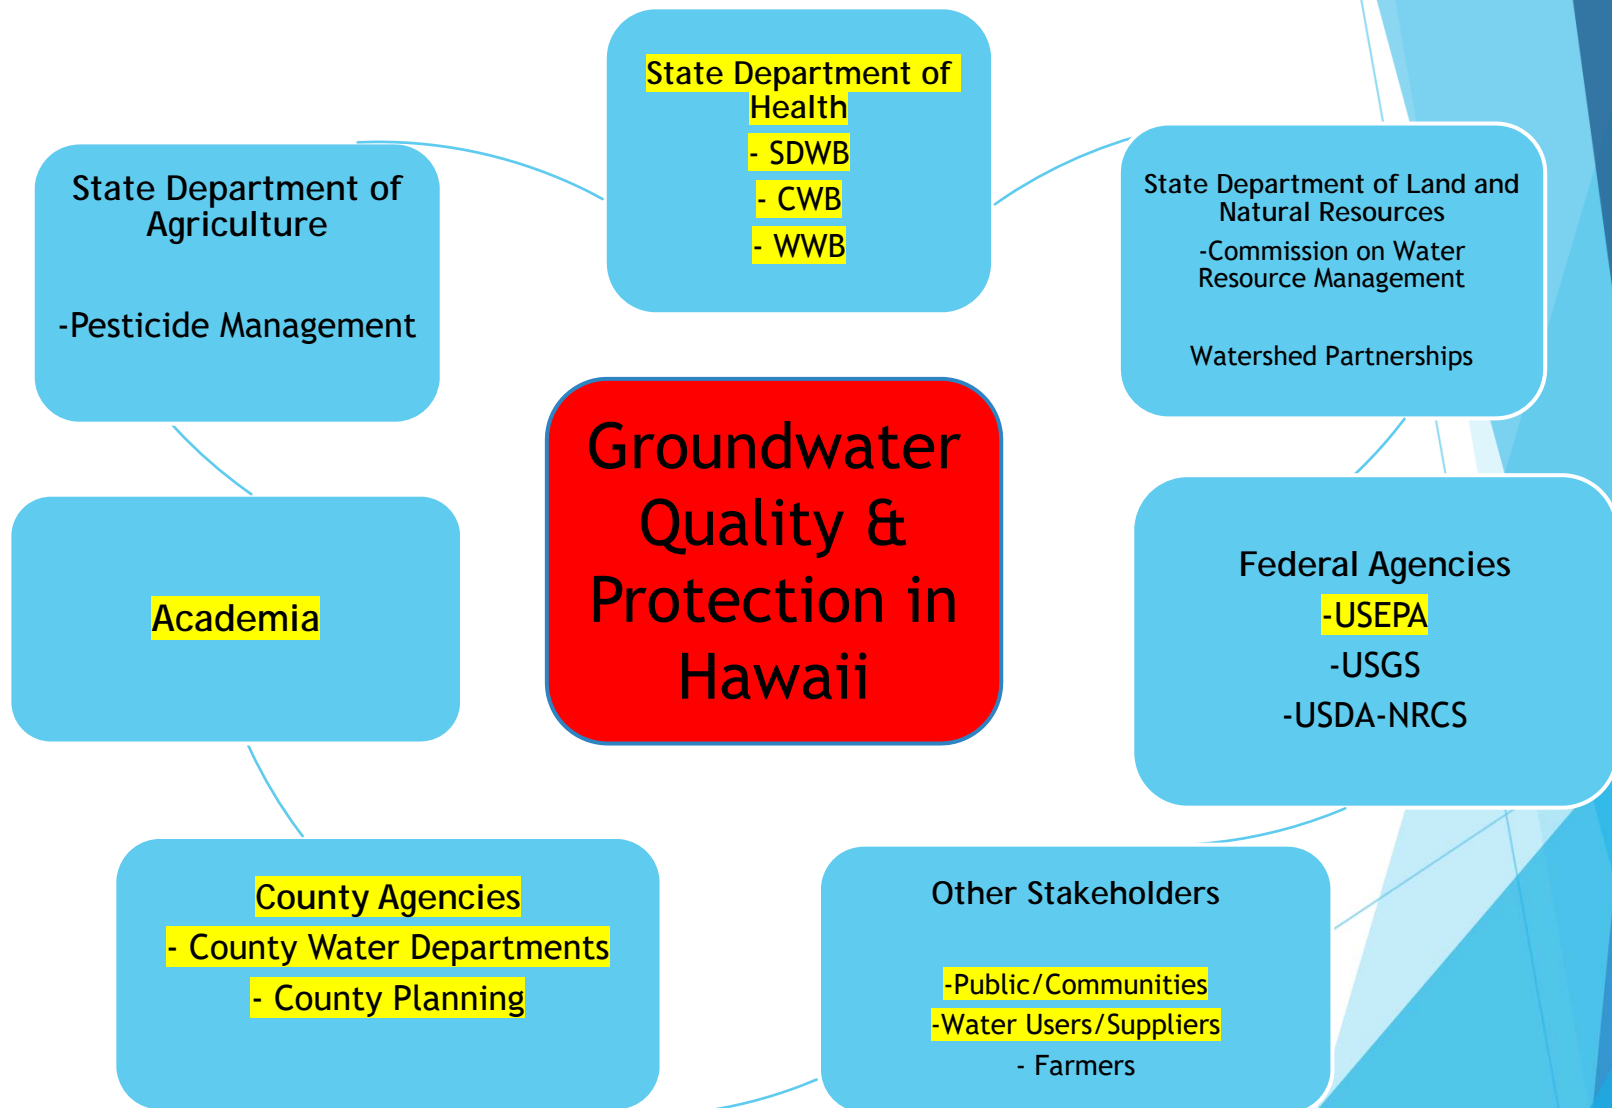 State Department of
Health
- SDWB
- CWB
- WWB
State Department of Land and
Natural Resources
-Commission on Water
Resource Management
Watershed Partnerships
Federal Agencies
-USEPA
-USGS
-USDA-NRCS
Other Stakeholders
-Public/Communities
-Water Users/Suppliers
- Farmers
County Agencies
- County Water Departments
- County Planning
Academia
State Department of
Agriculture
-Pesticide Management
Groundwater
Quality &
Protection in
Hawaii